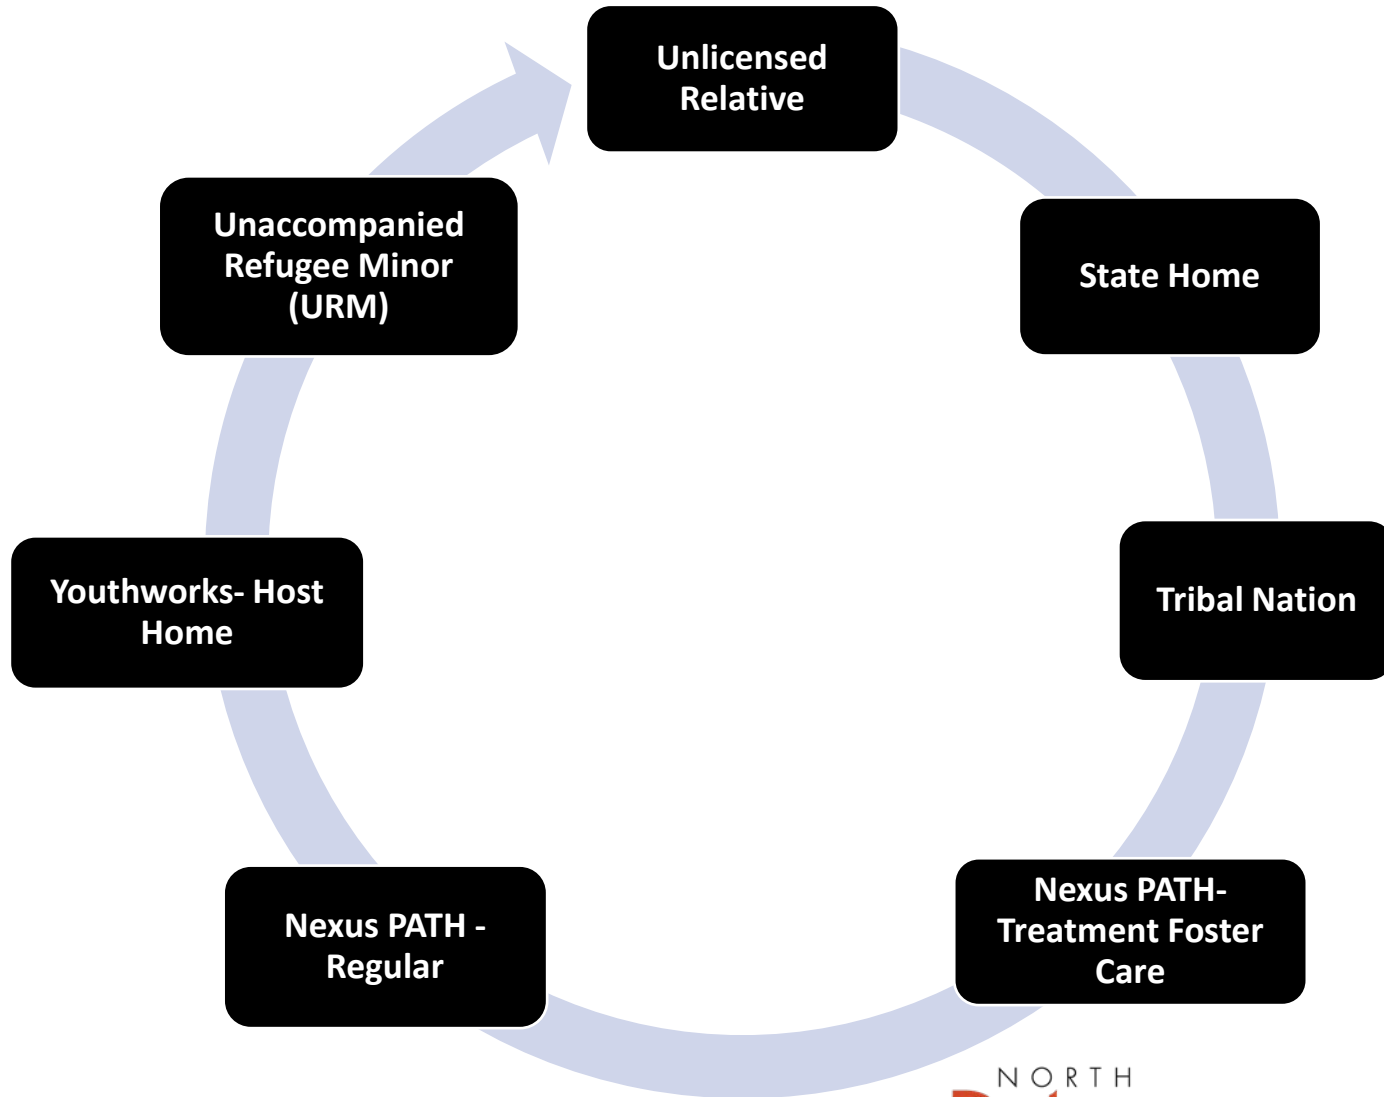 Unlicensed
Relative
State Home
Tribal Nation
Nexus PATH-
Treatment Foster
Care
Nexus PATH -
Regular
Youthworks- Host
Home
Unaccompanied
Refugee Minor
(URM)
NORTH